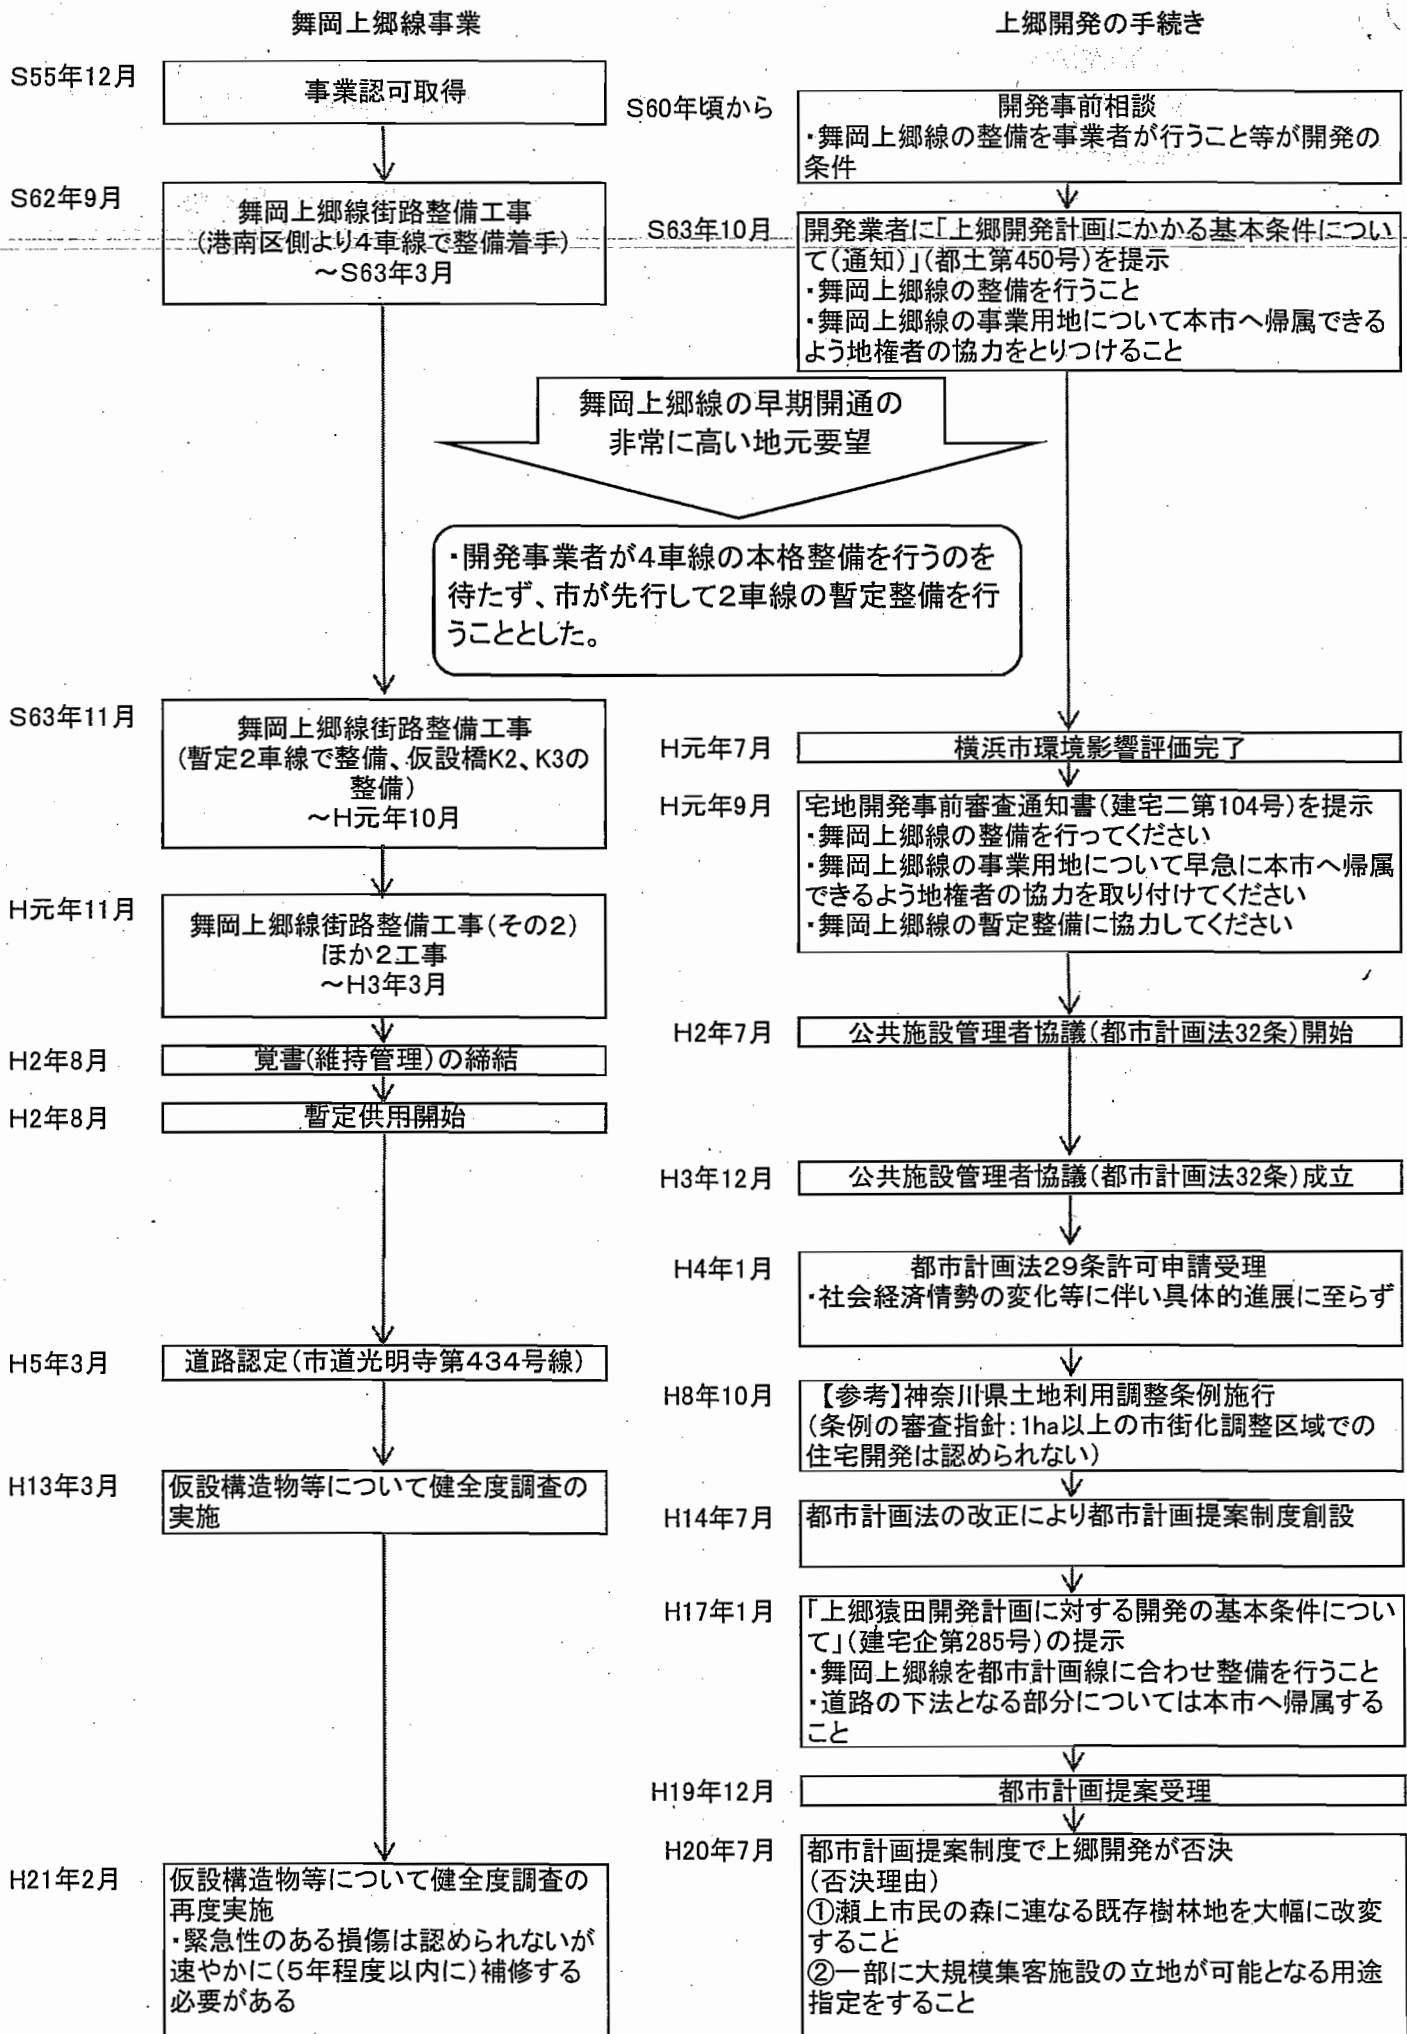 舞岡上郷線事業
S55年12月
事業認可取得
S62年9月
舞岡上郷線街路整備工事
(港南区側より4車線で整備着手)
～S63年3月
上郷開発の手続き
S60年頃から
開発事前相談
・舞岡上郷線の整備を事業者が行うこと等が開発の
条件
S63年10月
開発業者に「上郷開発計画にかかる基本条件につい
て(通知)」(都土第450号)を提示
・舞岡上郷線の整備を行うこと
・舞岡上郷線の事業用地について本市へ帰属できる
よう地権者の協力をとりつけること
舞岡上郷線の早期開通の
非常に高い地元要望
・開発事業者が4車線の本格整備を行うのを
待たず、市が先行して2車線の暫定整備を行
うこととした。
S63年11月
舞岡上郷線街路整備工事
(暫定2車線で整備、仮設橋K2、K3の
整備)
～H元年10月
H元年11月
舞岡上郷線街路整備工事(その2)
ほか2工事
～H3年3月
H2年8月
覚書(維持管理)の締結
H2年8月
暫定供用開始
H5年3月
道路認定(市道光明寺第434号線)
H13年3月
仮設構造物等について健全度調査の
実施
H21年2月
仮設構造物等について健全度調査の
再度実施
・緊急性のある損傷は認められないが
速やかに(5年程度以内に)補修する
必要がある
H元年7月
横浜市環境影響評価完了
H元年9月
宅地開発事前審査通知書(建宅二第104号)を提示
・舞岡上郷線の整備を行ってください
・舞岡上郷線の事業用地について早急に本市へ帰属
できるよう地権者の協力を取り付けてください
・舞岡上郷線の暫定整備に協力してください
H2年7月
公共施設管理者協議(都市計画法32条)開始
H3年12月
公共施設管理者協議(都市計画法32条)成立
H4年1月
都市計画法29条許可申請受理
・社会経済情勢の変化等に伴い具体的進展に至らず
H8年10月
【参考】神奈川県土地利用調整条例施行
(条例の審査指針:1ha以上の市街化調整区域での
住宅開発は認められない)
H14年7月
都市計画法の改正により都市計画提案制度創設
H17年1月
「上郷猿田開発計画に対する開発の基本条件につい
て」(建宅企第285号)の提示
・舞岡上郷線を都市計画線に合わせ整備を行うこと
・道路の下法となる部分については本市へ帰属する
こと
H19年12月
都市計画提案受理
H20年7月
都市計画提案制度で上郷開発が否決
(否決理由)
①瀬上市民の森に連なる既存樹林地を大幅に改変
すること
②一部に大規模集客施設の立地が可能となる用途
指定をすること